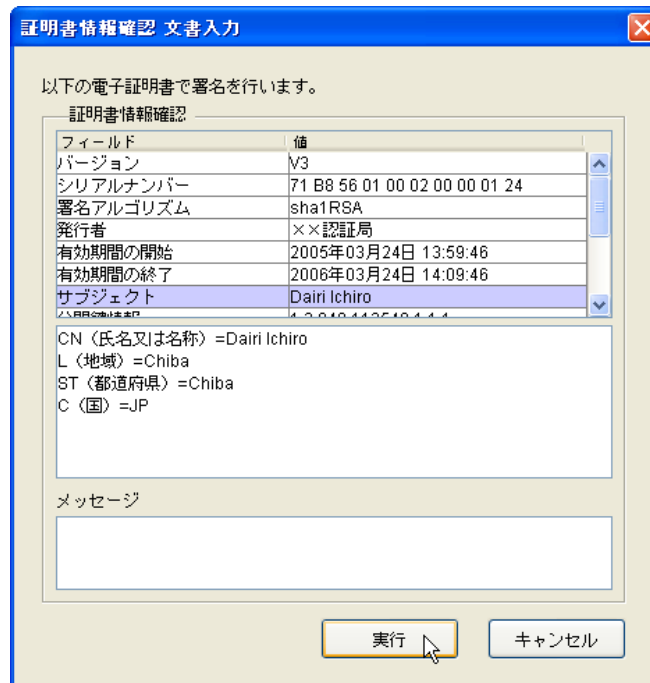 証明書情報確認 文書入力
以下の電子証明書で署名を行います。
証明書情報確認
フィールド 値
バージョン V3
シリアルナンバー 71 B8 56 01 00 02 00 00 01 24
署名アルゴリズム sha1RSA
発行者 ××認証局
有効期間の開始 2005年03月24日 13:59:46
有効期間の終了 2006年03月24日 14:09:46
サブジェクト Dairi Ichiro
CN（氏名又は名称）=Dairi Ichiro
L（地域）=Chiba
ST（都道府県）=Chiba
C（国）=JP
メッセージ
実行 キャンセル